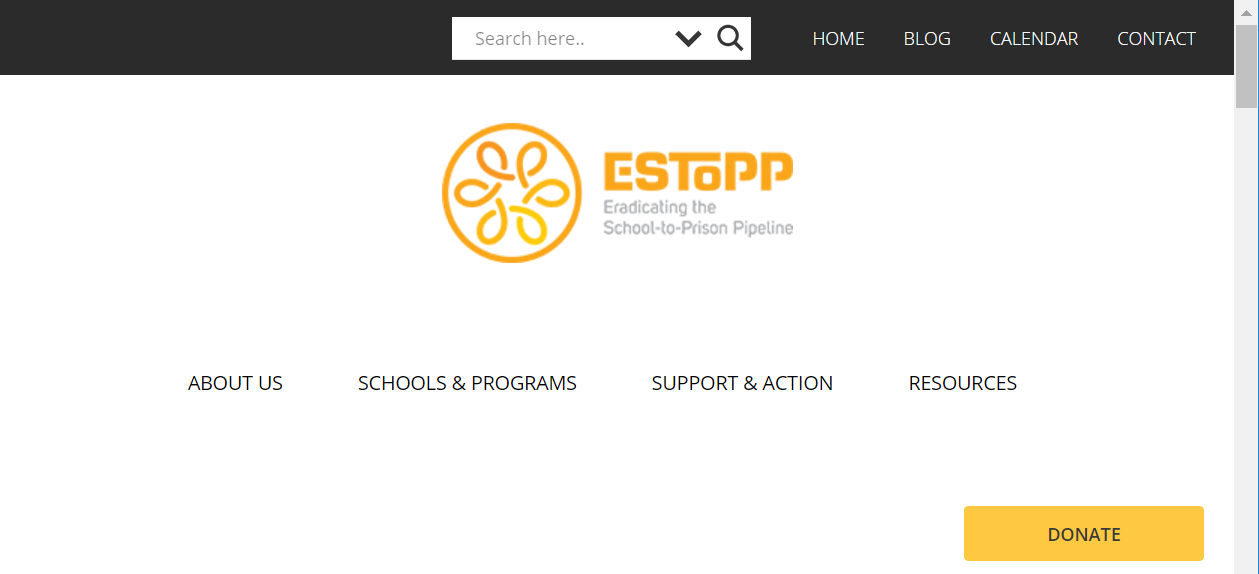 Search here..
HOME BLOG CALENDAR CONTACT
ESToPP
Eradicating the
School-to-Prison Pipeline
ABOUT US SCHOOLS & PROGRAMS SUPPORT & ACTION RESOURCES
DONATE